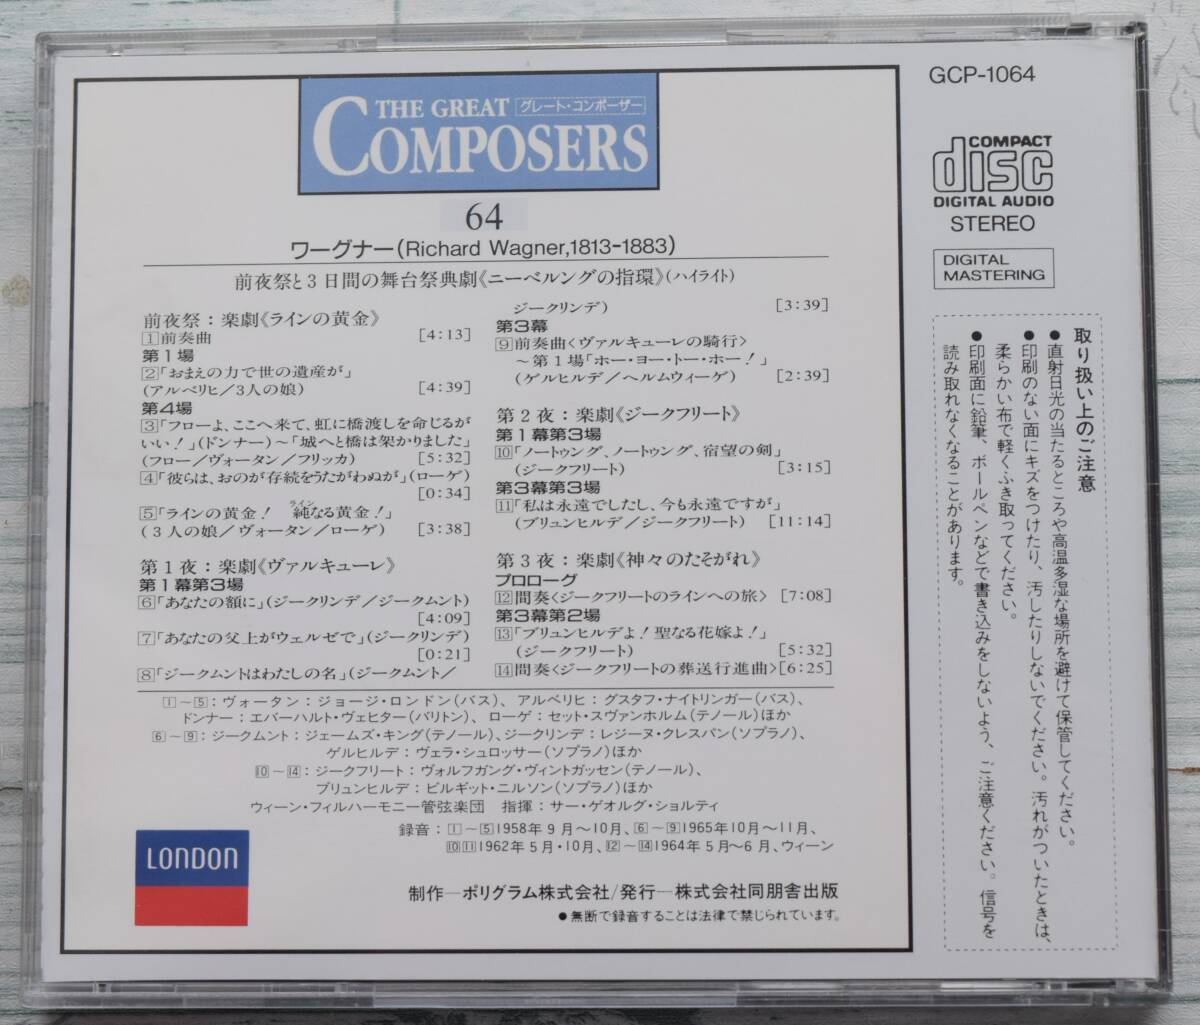 THE GREAT グレート・コンポーザー
COMPOSERS
64
ワーグナー(Richard Wagner,1813-1883)
前夜祭と3日間の舞台祭典劇《ニーベルングの指環》(ハイライト)
前夜祭：楽劇《ラインの黄金》
1 前奏曲 [4:13]
第1場
2「おまえの力で世の遺産が」
(アルベリヒ/3人の娘) [4:39]
第4場
3「フローよ、ここへ来て、虹に橋渡しを命じるが
いい！」(ドンナー)～「城へと橋は架かりました」
(フロー/ヴォータン/フリッカ) [5:32]
4「彼らは、おのが存続をうたがわぬが」(ローゲ)
[0:34]
ライン
5「ラインの黄金！ 純なる黄金！」
(3人の娘/ヴォータン/ローゲ) [3:38]
第1夜：楽劇《ヴァルキューレ》
第1幕第3場
6「あなたの額に」(ジークリンデ/ジークムント)
[4:09]
7「あなたの父上がウェルゼで」(ジークリンデ)
[0:21]
8「ジークムントはわたしの名」(ジークムント/
ジークリンデ) [3:39]
第3幕
9前奏曲〈ヴァルキューレの騎行〉
～第1場「ホー・ヨー・トー・ホー！」
(ゲルヒルデ/ヘルムウィーゲ) [2:39]
第2夜：楽劇《ジークフリート》
第1幕第3場
10「ノートゥング、ノートゥング、宿望の剣」
(ジークフリート) [3:15]
第3幕第3場
11「私は永遠でしたし、今も永遠ですが」
(ブリュンヒルデ/ジークフリート) [11:14]
第3夜：楽劇《神々のたそがれ》
プロローグ
12間奏〈ジークフリートのラインへの旅〉 [7:08]
第3幕第2場
13「ブリュンヒルデよ！聖なる花嫁よ！」
(ジークフリート) [5:32]
14間奏〈ジークフリートの葬送行進曲〉[6:25]
1～5：ヴォータン：ジョージ・ロンドン(バス)、アルベリヒ：グスタフ・ナイトリンガー(バス)、
ドンナー：エバーハルト・ヴェヒター(バリトン)、ローゲ：セット・スヴァンホルム(テノール)ほか
6～9：ジークムント：ジェームズ・キング(テノール)、ジークリンデ：レジーヌ・クレスパン(ソプラノ)、
ゲルヒルデ：ヴェラ・シュロッサー(ソプラノ)ほか
10～14：ジークフリート：ヴォルフガング・ヴィントガッセン(テノール)、
ブリュンヒルデ：ビルギット・ニルソン(ソプラノ)ほか
ウィーン・フィルハーモニー管弦楽団 指揮：サー・ゲオルグ・ショルティ
録音：1～5 1958年9月～10月、6～9 1965年10月～11月、
10 11 1962年5月・10月、12～14 1964年5月～6月、ウィーン
LONDON
制作―ポリグラム株式会社/発行―株式会社同朋舎出版
●無断で録音することは法律で禁じられています。
GCP-1064
COMPACT
disc
DIGITAL AUDIO
STEREO
DIGITAL
MASTERING
取り扱い上のご注意
●直射日光の当たるところや高温多湿な場所を避けて保管してください。
●印刷のない面にキズをつけたり、汚したりしないでください。汚れがついたときは、
柔らかい布で軽くふき取ってください。
●印刷面に鉛筆、ボールペンなどで書き込みをしないよう、ご注意ください。信号を
読み取れなくなることがあります。